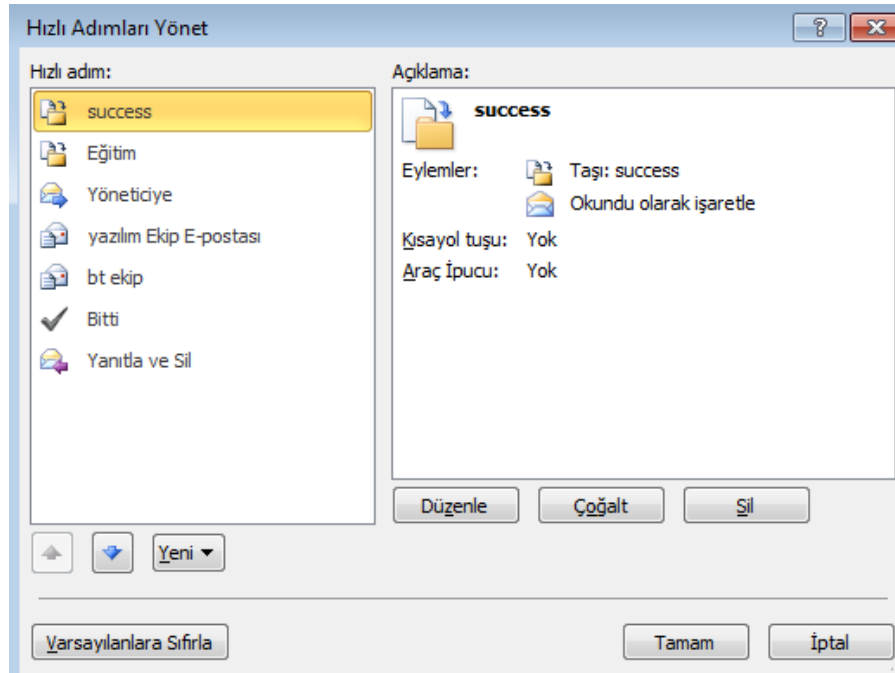 Hızlı Adımları Yönet
Hızlı adım:
success
Eğitim
Yöneticiye
yazılım Ekip E-postası
bt ekip
Bitti
Yanıtla ve Sil
Yeni
Açıklama:
success
Eylemler: Taşı: success
Okundu olarak işaretle
Kısayol tuşu: Yok
Araç İpucu: Yok
Düzenle Çoğalt Sil
Varsayılanlara Sıfırla Tamam İptal